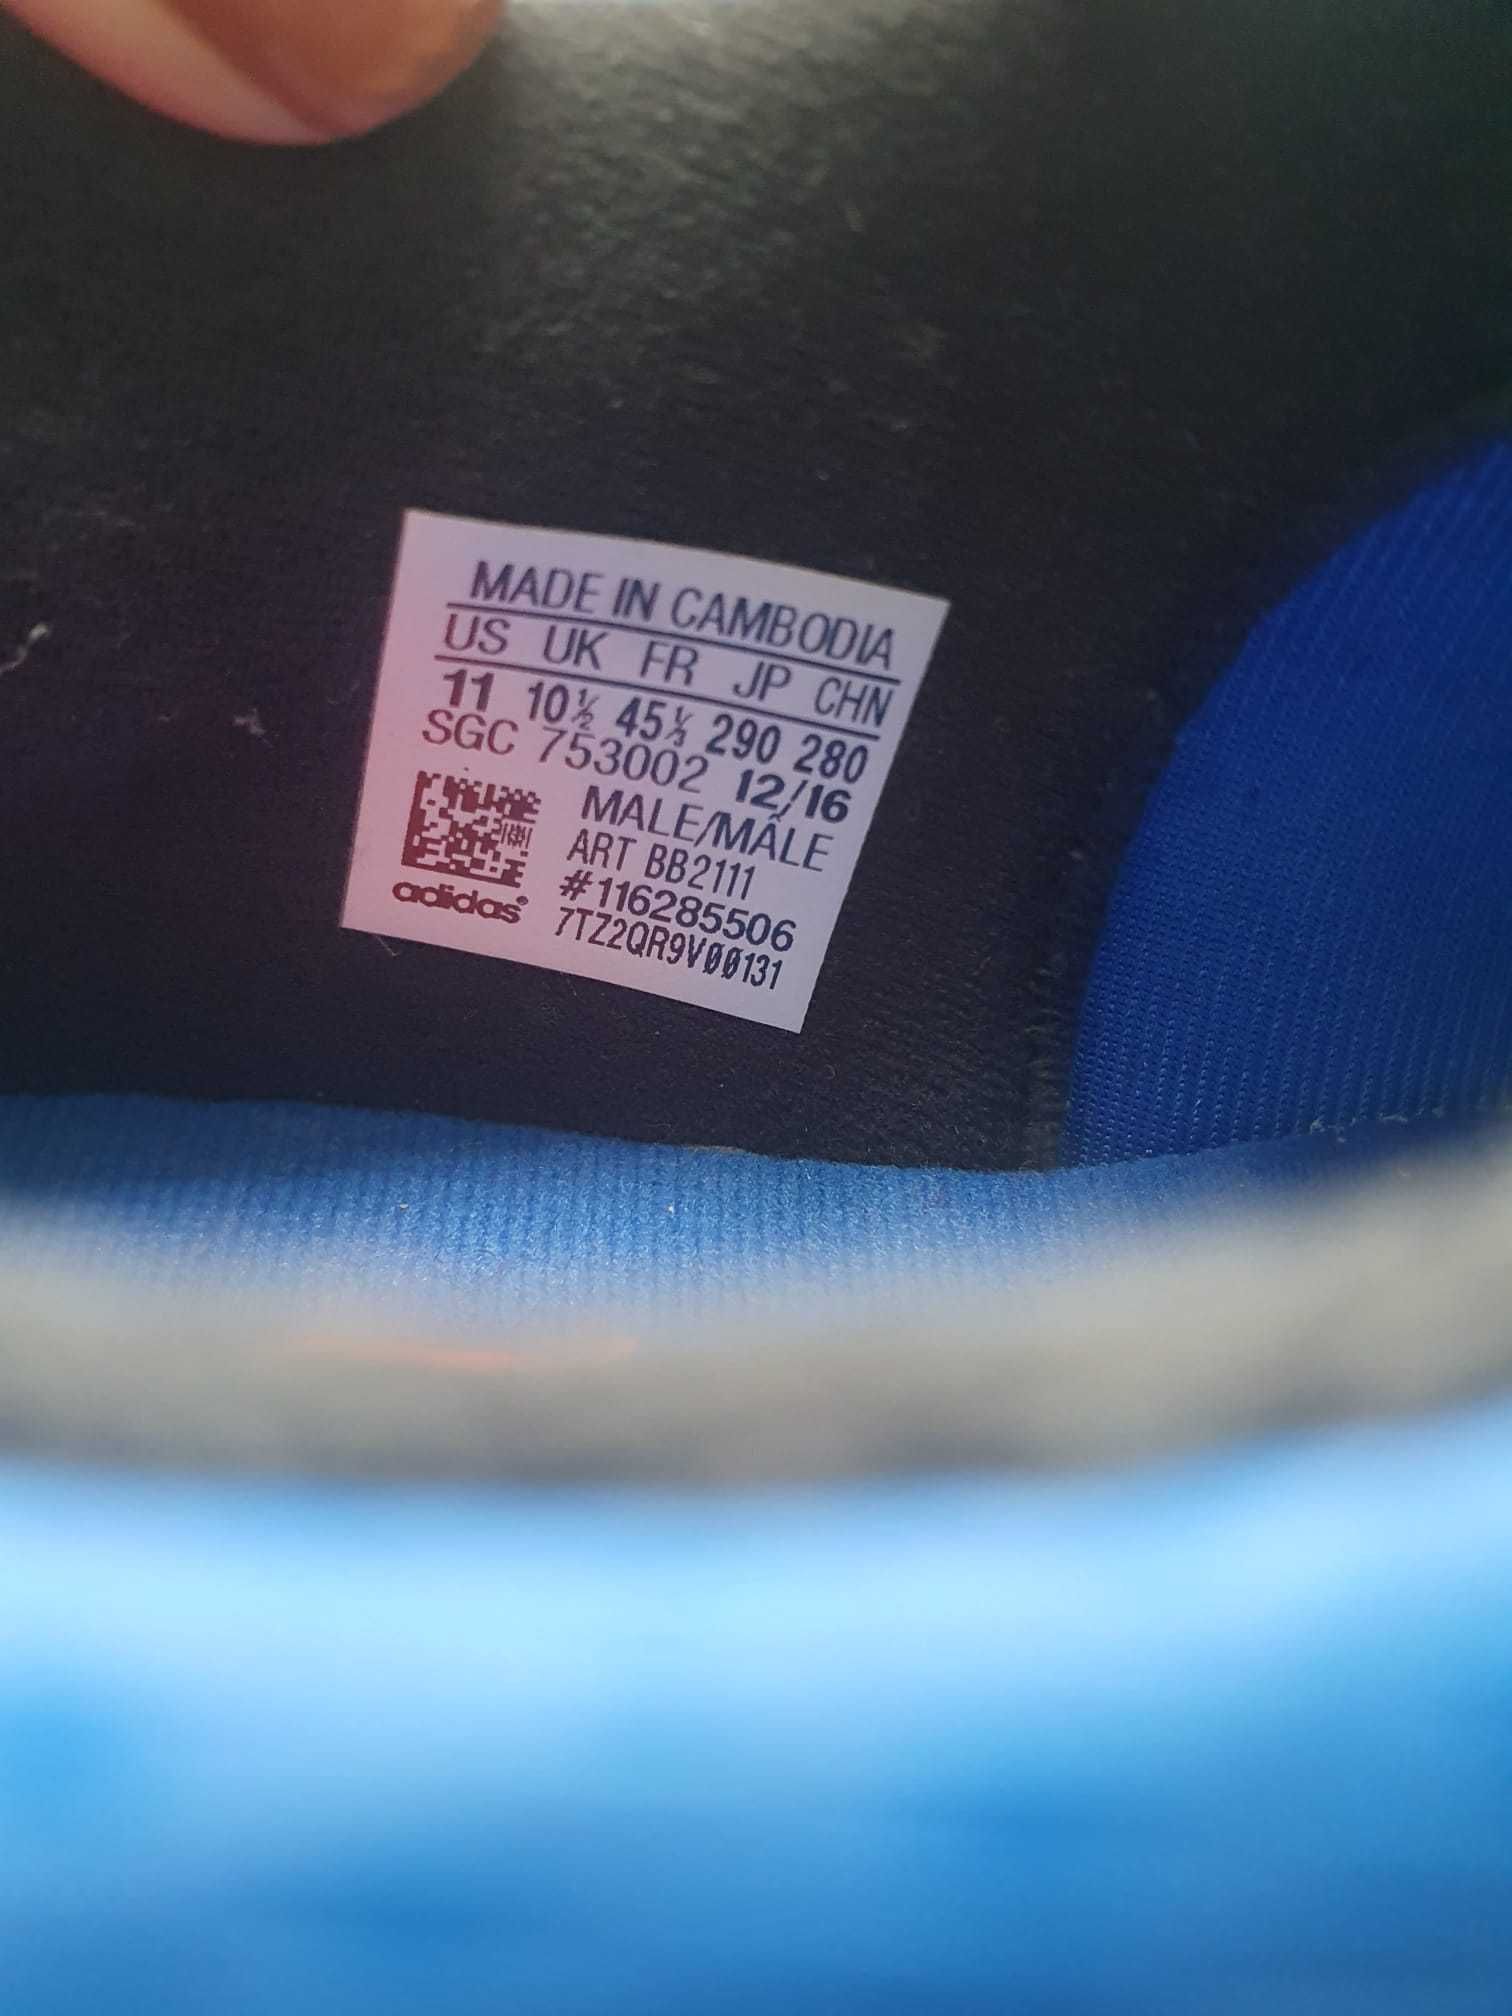 MADE IN CAMBODIA
US UK FR JP CHN
11 10½ 45⅓ 290 280
SGC 753002 12/16
MALE/MÂLE
ART BB2111
#116285506
adidas® 7TZ2QR9V00131